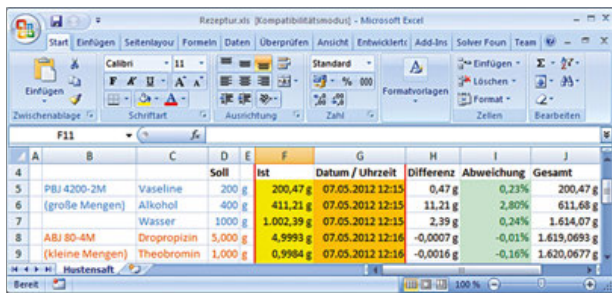 Rezeptur.xls [Kompatibilitätsmodus] - Microsoft Excel
Start Einfügen Seitenlayou Formeln Daten Überprüfen Ansicht Entwicklertc Add-Ins Solver Foun Team
Calibri 11 Standard Einfügen Σ
F K U A A % 000 Löschen
Einfügen Formatvorlagen Format
Zwischenablage Schriftart Ausrichtung Zahl Zellen Bearbeiten
F11 fx
A B C D E F G H I J
4 Soll Ist Datum / Uhrzeit Differenz Abweichung Gesamt
5 PBJ 4200-2M Vaseline 200 g 200,47 g 07.05.2012 12:15 0,47 g 0,23% 200,47 g
6 (große Mengen) Alkohol 400 g 411,21 g 07.05.2012 12:15 11,21 g 2,80% 611,68 g
7 Wasser 1000 g 1.002,39 g 07.05.2012 12:15 2,39 g 0,24% 1.614,07 g
8 ABJ 80-4M Dropropizin 5,000 g 4,9993 g 07.05.2012 12:16 -0,0007 g -0,01% 1.619,0693 g
9 (kleine Mengen) Theobromin 1,000 g 0,9984 g 07.05.2012 12:16 -0,0016 g -0,16% 1.620,0677 g
Hustensaft
Bereit 100 %